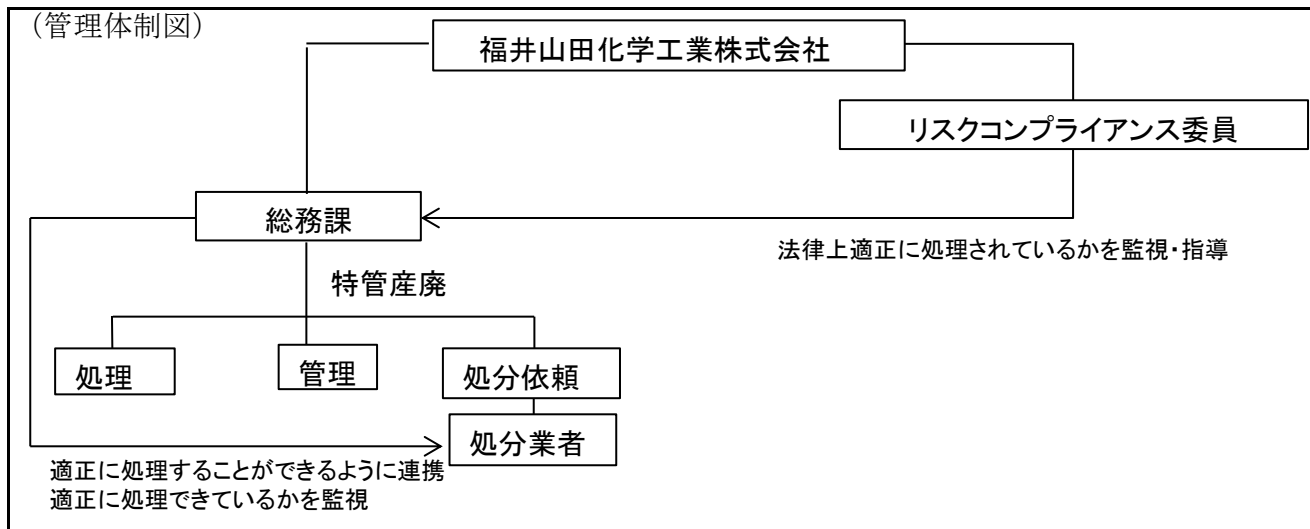 （管理体制図）
福井山田化学工業株式会社
リスクコンプライアンス委員
総務課
法律上適正に処理されているかを監視・指導
特管産廃
処理
管理
処分依頼
処分業者
適正に処理することができるように連携
適正に処理できているかを監視